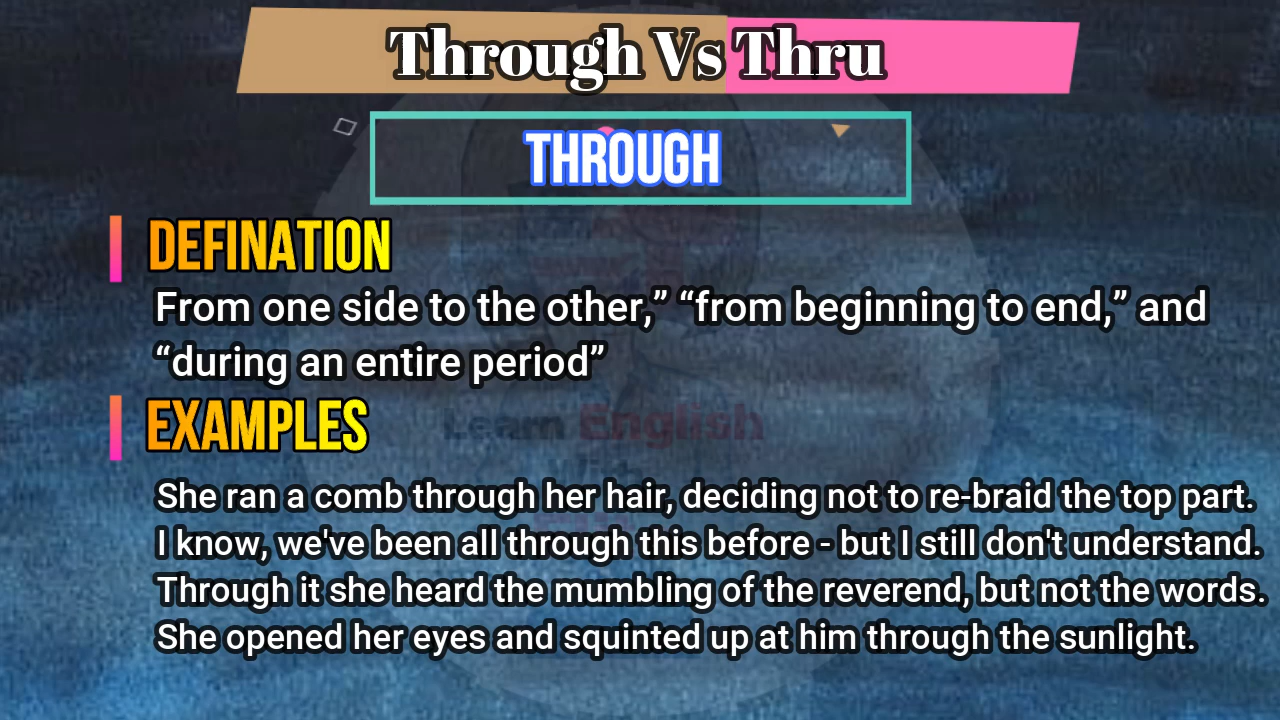 Through Vs Thru
THROUGH
DEFINATION
From one side to the other,” “from beginning to end,” and
“during an entire period”
EXAMPLES
Learn English
With
She ran a comb through her hair, deciding not to re-braid the top part.
I know, we've been all through this before - but I still don't understand.
Through it she heard the mumbling of the reverend, but not the words.
She opened her eyes and squinted up at him through the sunlight.